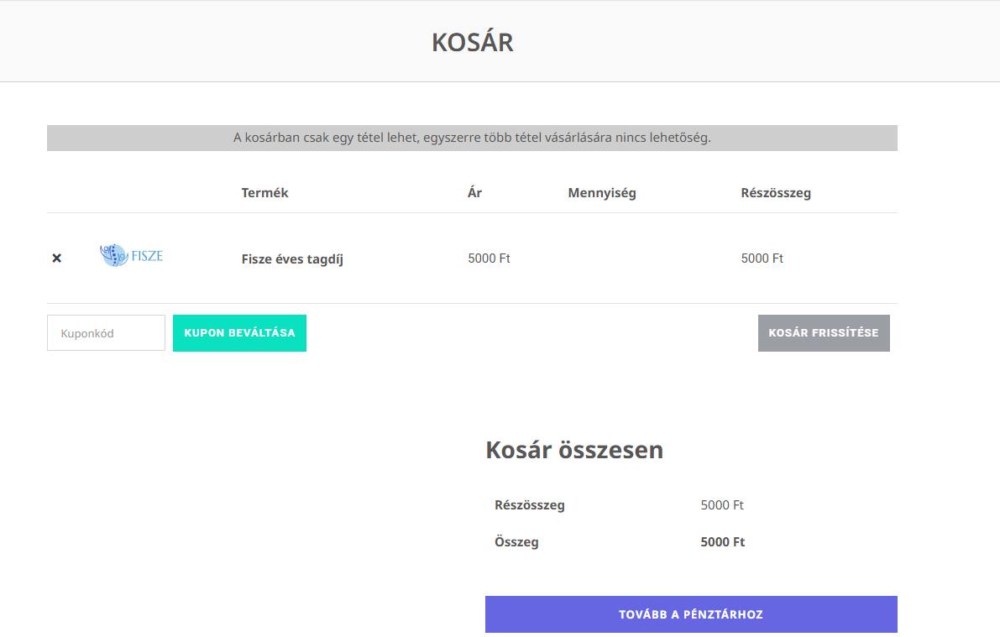 KOSÁR
A kosárban csak egy tétel lehet, egyszerre több tétel vásárlására nincs lehetőség.
Termék Ár Mennyiség Részösszeg
× FISZE Fisze éves tagdíj 5000 Ft 5000 Ft
Kuponkód KUPON BEVÁLTÁSA KOSÁR FRISSÍTÉSE
Kosár összesen
Részösszeg 5000 Ft
Összeg 5000 Ft
TOVÁBB A PÉNZTÁRHOZ